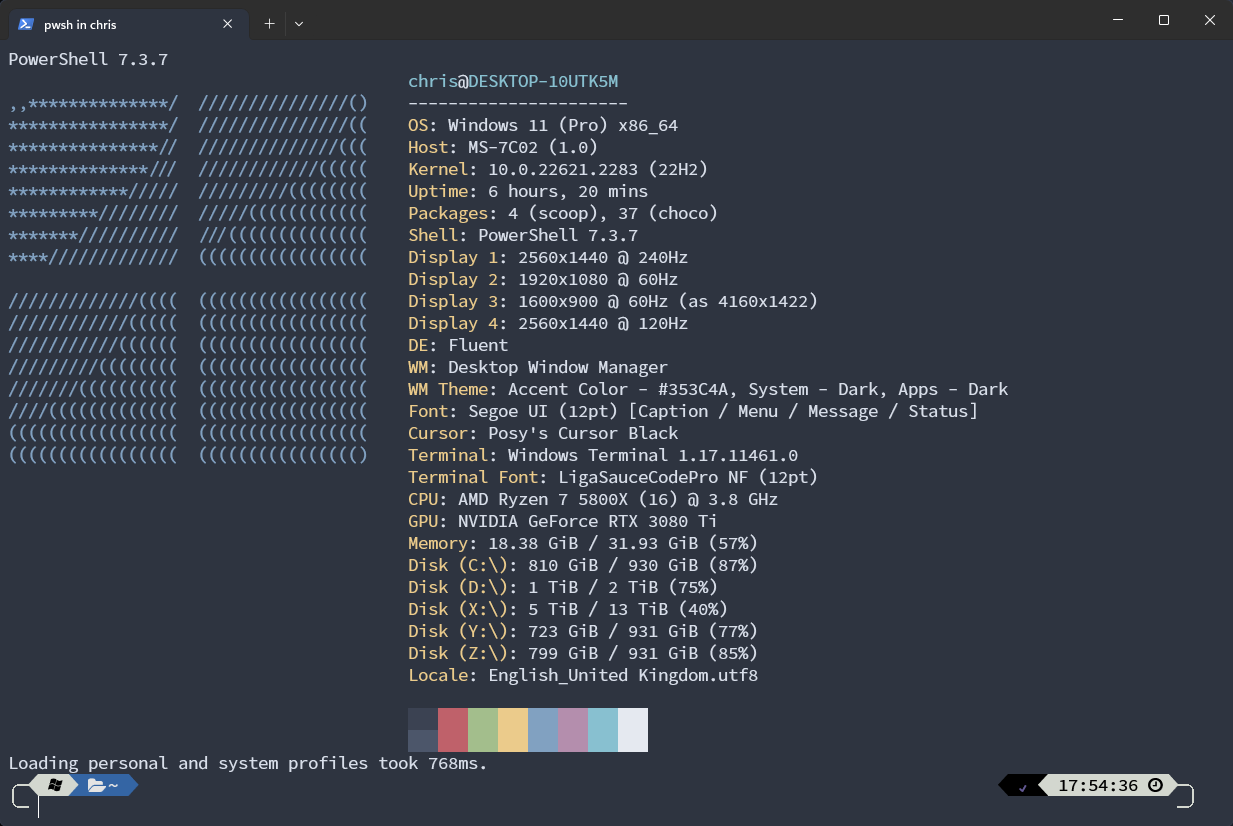 pwsh in chris
PowerShell 7.3.7
chris@DESKTOP-10UTK5M
----------------------
,,**************/  ///////////////()
****************/  ///////////////((
OS: Windows 11 (Pro) x86_64
***************//  //////////////(((
Host: MS-7C02 (1.0)
**************///  ////////////(((((
Kernel: 10.0.22621.2283 (22H2)
************/////  /////////((((((((
Uptime: 6 hours, 20 mins
*********////////  /////((((((((((((
Packages: 4 (scoop), 37 (choco)
*******//////////  ///((((((((((((((
Shell: PowerShell 7.3.7
****/////////////  (((((((((((((((((
Display 1: 2560x1440 @ 240Hz
Display 2: 1920x1080 @ 60Hz
/////////////((((  (((((((((((((((((
Display 3: 1600x900 @ 60Hz (as 4160x1422)
////////////(((((  (((((((((((((((((
Display 4: 2560x1440 @ 120Hz
///////////((((((  (((((((((((((((((
DE: Fluent
/////////((((((((  (((((((((((((((((
WM: Desktop Window Manager
///////((((((((((  (((((((((((((((((
WM Theme: Accent Color - #353C4A, System - Dark, Apps - Dark
////(((((((((((((  (((((((((((((((((
Font: Segoe UI (12pt) [Caption / Menu / Message / Status]
(((((((((((((((((  (((((((((((((((((
Cursor: Posy's Cursor Black
(((((((((((((((((  (((((((((((((((()
Terminal: Windows Terminal 1.17.11461.0
Terminal Font: LigaSauceCodePro NF (12pt)
CPU: AMD Ryzen 7 5800X (16) @ 3.8 GHz
GPU: NVIDIA GeForce RTX 3080 Ti
Memory: 18.38 GiB / 31.93 GiB (57%)
Disk (C:\): 810 GiB / 930 GiB (87%)
Disk (D:\): 1 TiB / 2 TiB (75%)
Disk (X:\): 5 TiB / 13 TiB (40%)
Disk (Y:\): 723 GiB / 931 GiB (77%)
Disk (Z:\): 799 GiB / 931 GiB (85%)
Locale: English_United Kingdom.utf8
Loading personal and system profiles took 768ms.
~
17:54:36